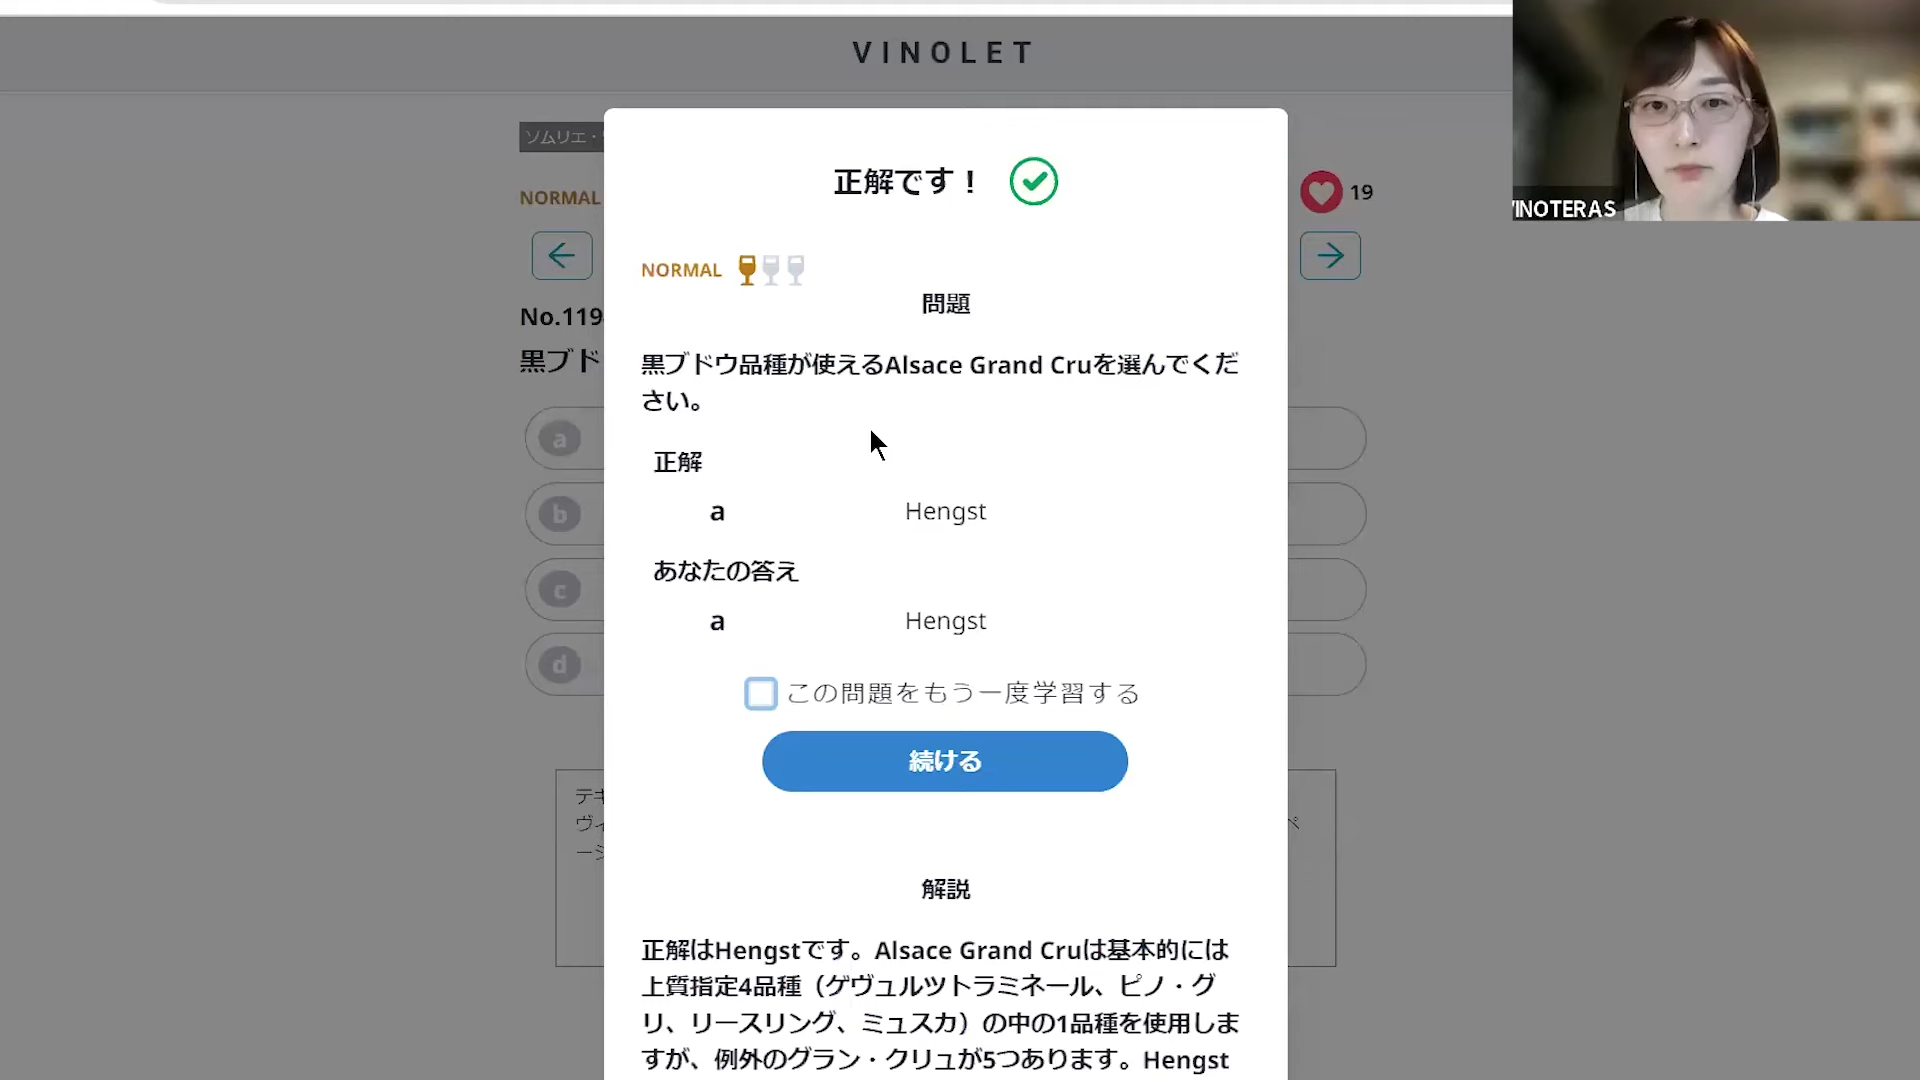 VINOLET
ソムリエ・
NORMAL
19
VINOTERAS
No.119
黒ブド
a
b
c
d
正解です！
NORMAL
問題
黒ブドウ品種が使えるAlsace Grand Cruを選んでくだ
さい。
正解
a Hengst
あなたの答え
a Hengst
この問題をもう一度学習する
続ける
テキ
ヴィ
ペ
ージ
解説
正解はHengstです。Alsace Grand Cruは基本的には
上質指定4品種（ゲヴュルツトラミネール、ピノ・グ
リ、リースリング、ミュスカ）の中の1品種を使用しま
すが、例外のグラン・クリュが5つあります。Hengst